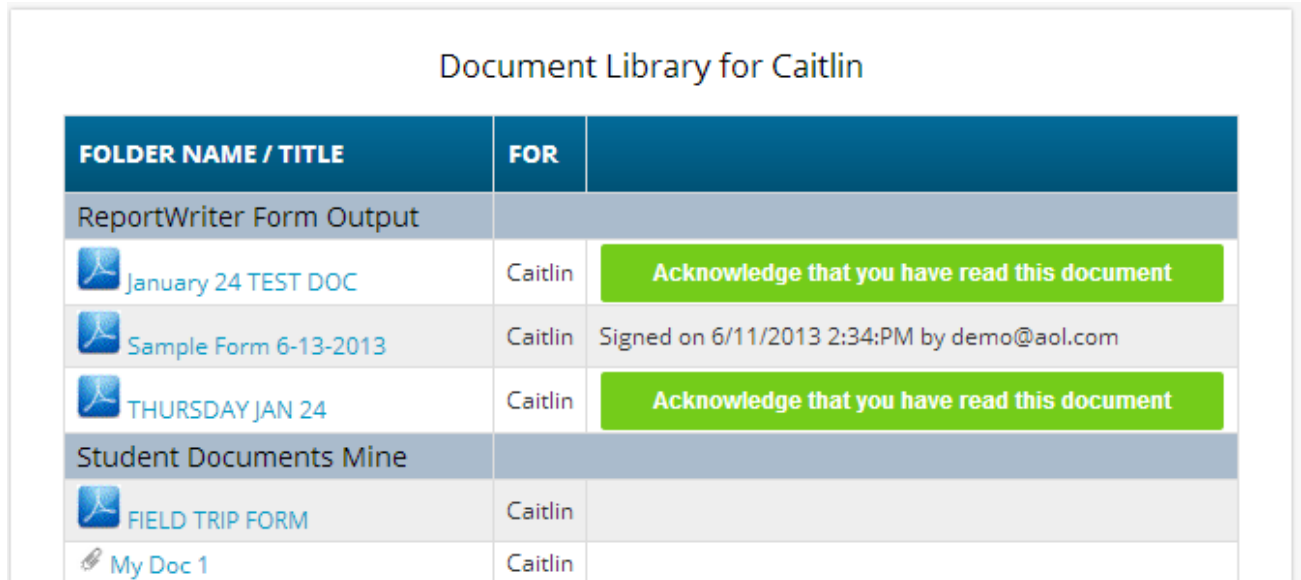 Document Library for Caitlin
FOLDER NAME / TITLE FOR
ReportWriter Form Output
January 24 TEST DOC Caitlin Acknowledge that you have read this document
Sample Form 6-13-2013 Caitlin Signed on 6/11/2013 2:34:PM by demo@aol.com
THURSDAY JAN 24 Caitlin Acknowledge that you have read this document
Student Documents Mine
FIELD TRIP FORM Caitlin
My Doc 1 Caitlin